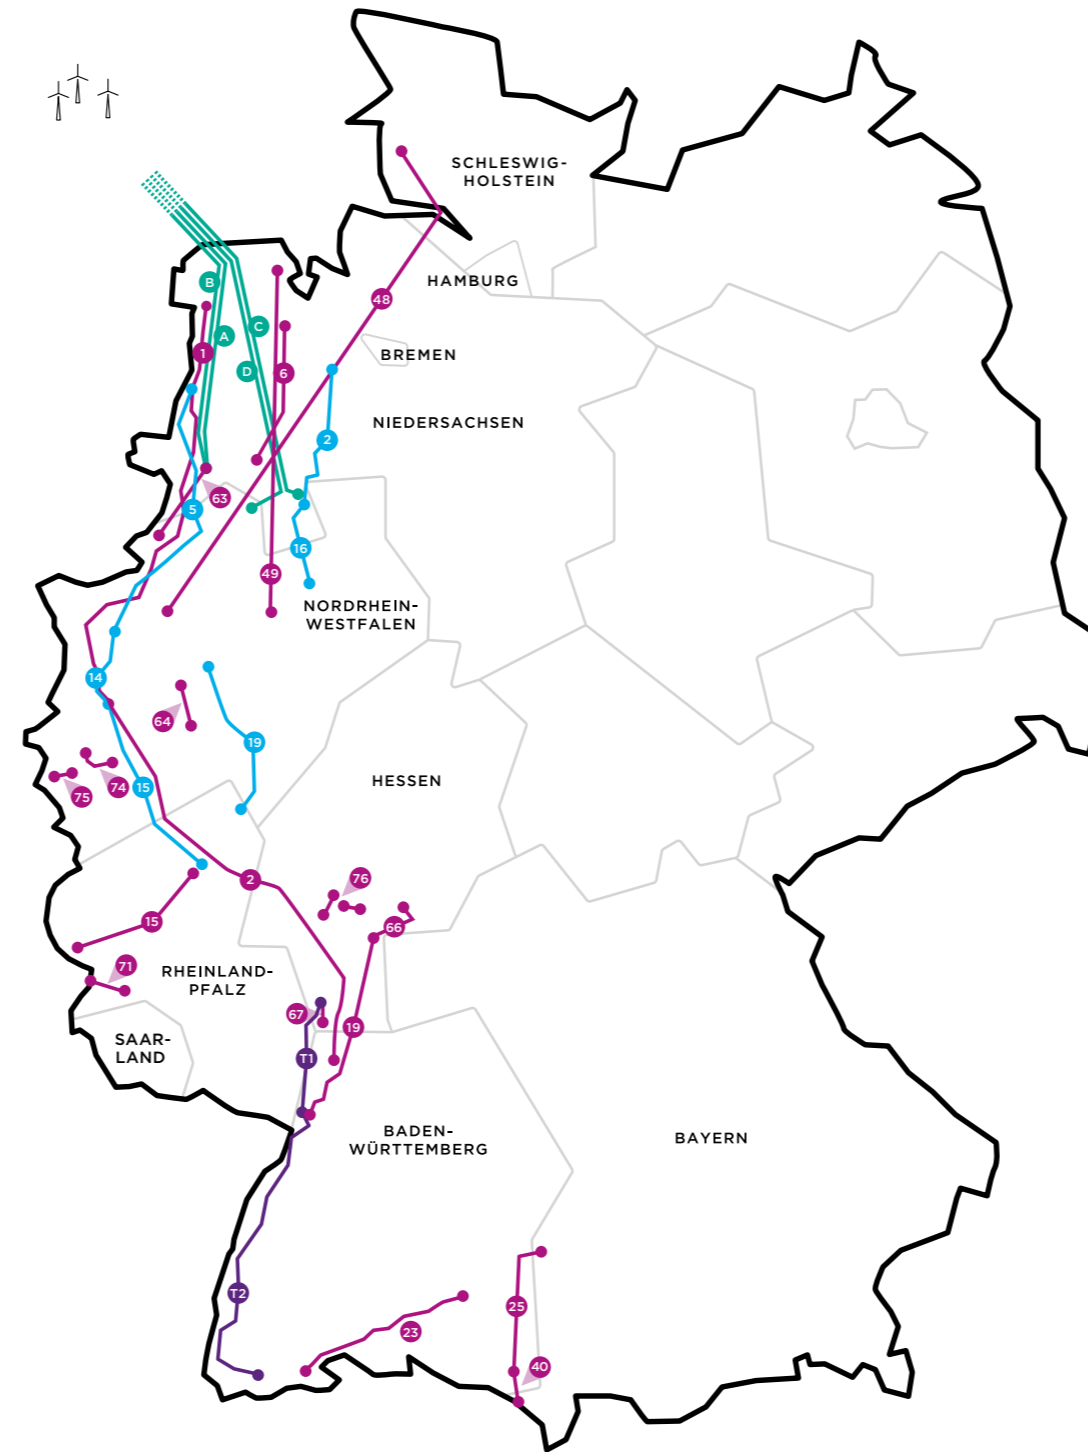 SCHLESWIG-
HOLSTEIN
B
HAMBURG
48
C
A
1
BREMEN
D
6
NIEDERSACHSEN
2
63
5
16
49
NORDRHEIN-
WESTFALEN
14
64
19
HESSEN
75
74
15
2
76
15
66
71
RHEINLAND-
PFALZ
67
19
SAAR-
LAND
T1
BADEN-
WÜRTTEMBERG
BAYERN
T2
25
23
40